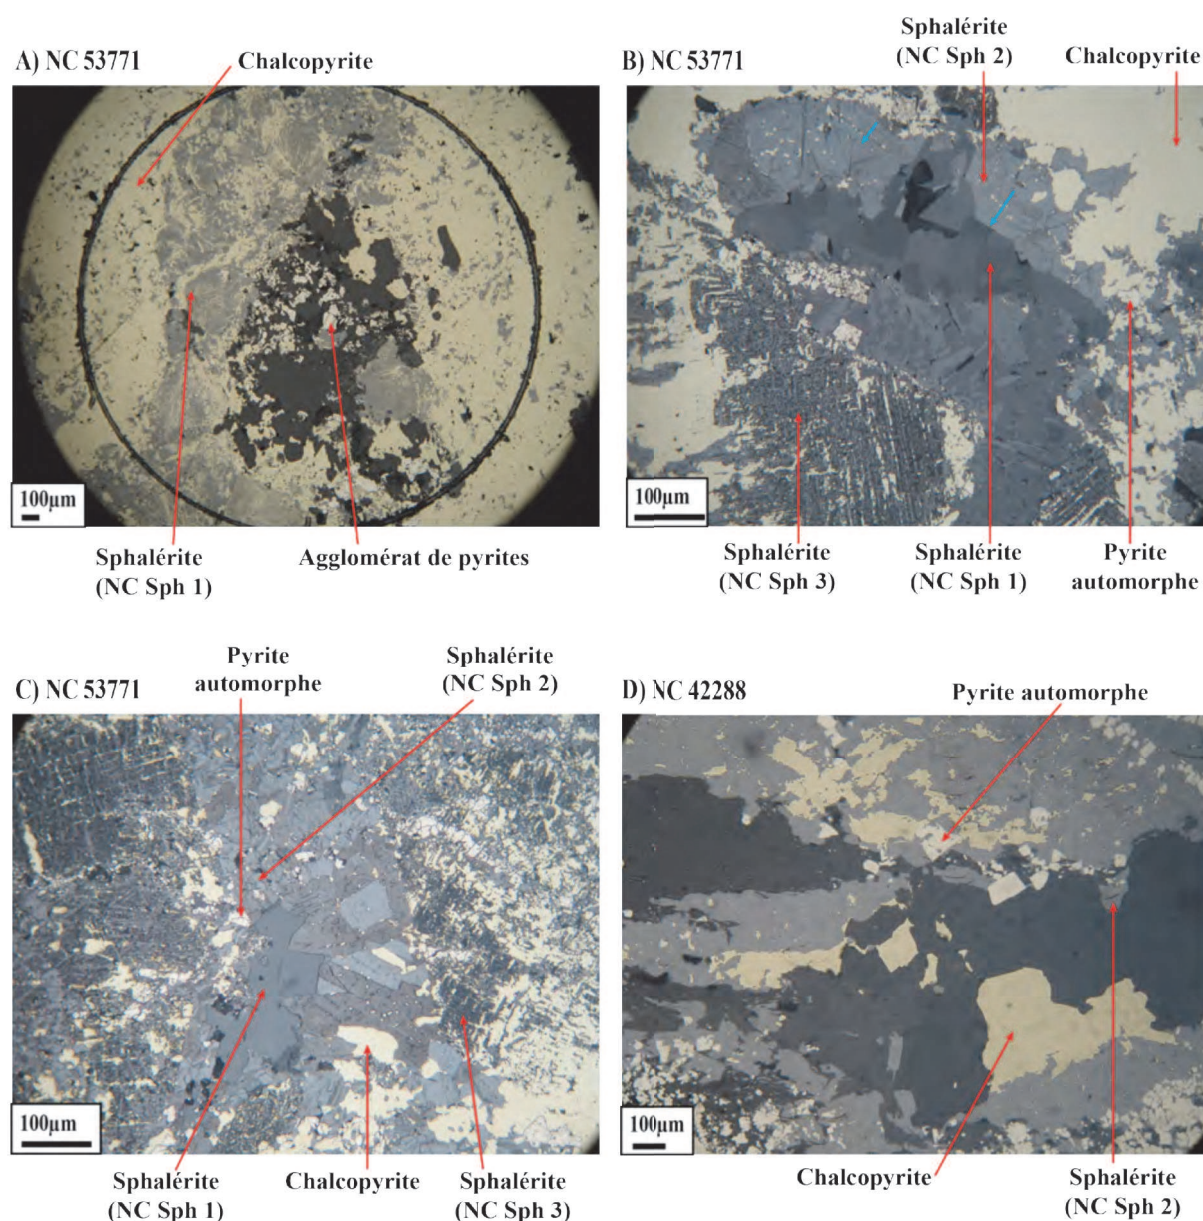 A) NC 53771
Chalcopyrite
100µm
Sphalérite
(NC Sph 1)
Agglomérat de pyrites
B) NC 53771
Sphalérite
(NC Sph 2)
Chalcopyrite
100µm
Sphalérite
(NC Sph 3)
Sphalérite
(NC Sph 1)
Pyrite
automorphe
C) NC 53771
Pyrite
automorphe
Sphalérite
(NC Sph 2)
100µm
Sphalérite
(NC Sph 1)
Chalcopyrite
Sphalérite
(NC Sph 3)
D) NC 42288
Pyrite automorphe
100µm
Chalcopyrite
Sphalérite
(NC Sph 2)